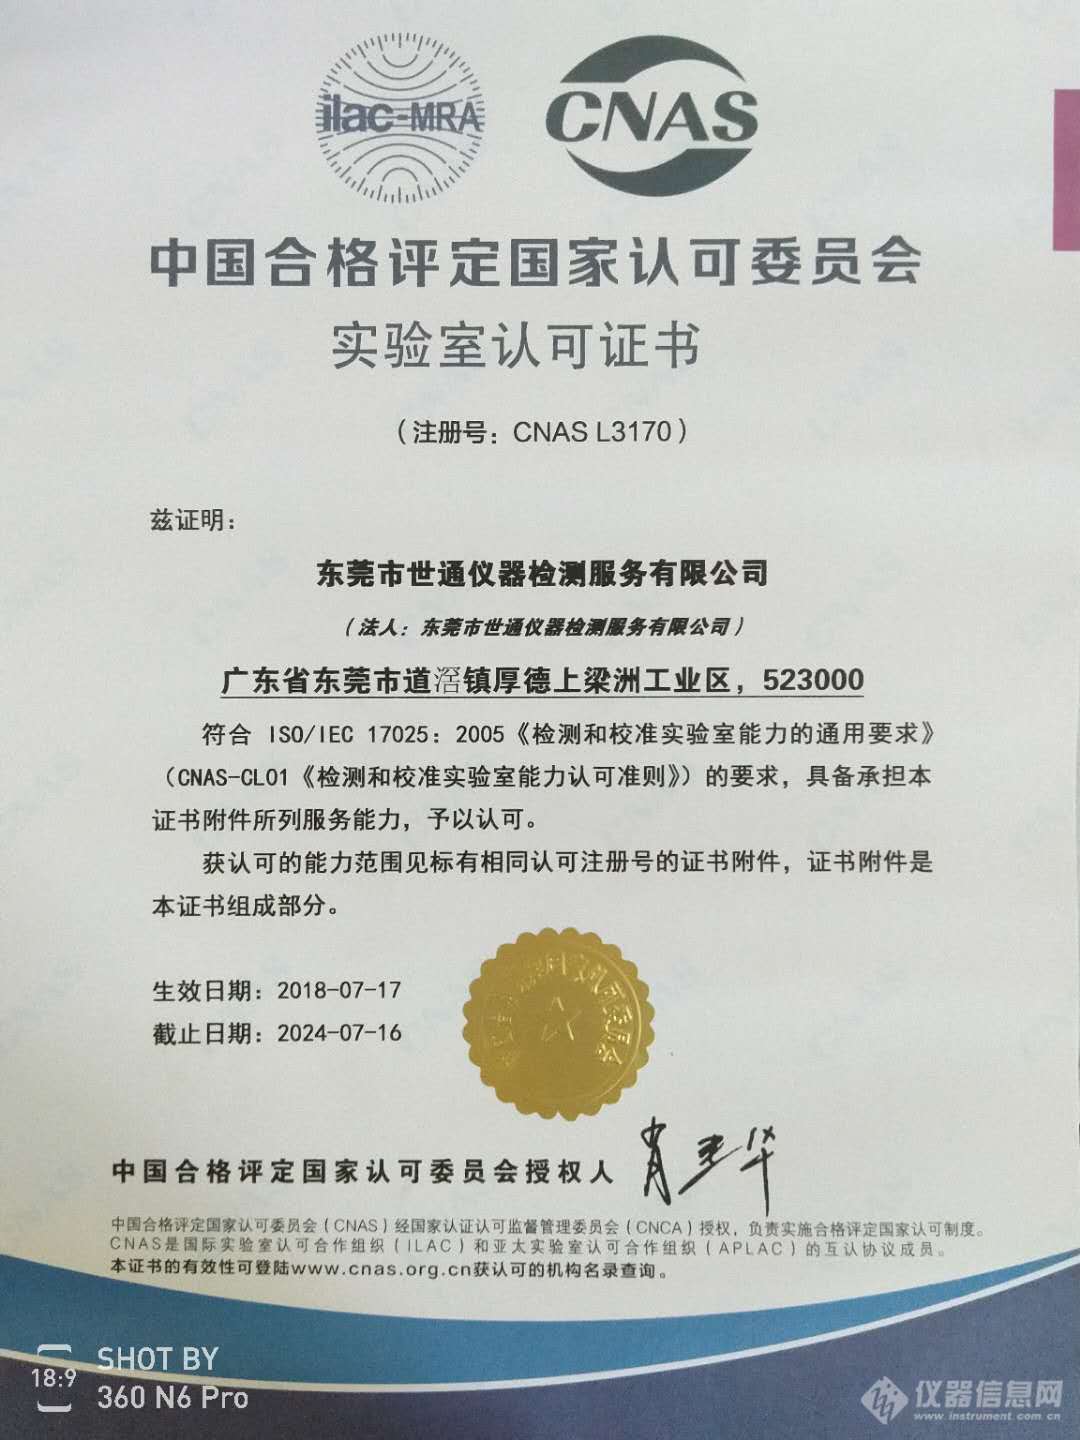 ilac-MRA
CNAS
中国合格评定国家认可委员会
实验室认可证书
（注册号：CNAS L3170）
兹证明：
东莞市世通仪器检测服务有限公司
（法人：东莞市世通仪器检测服务有限公司）
广东省东莞市道滘镇厚德上梁洲工业区，523000
符合 ISO/IEC 17025：2005《检测和校准实验室能力的通用要求》
（CNAS-CL01《检测和校准实验室能力认可准则》）的要求，具备承担本
证书附件所列服务能力，予以认可。
获认可的能力范围见标有相同认可注册号的证书附件，证书附件是
本证书组成部分。
生效日期：2018-07-17
截止日期：2024-07-16
中国合格评定国家认可委员会授权人
中国合格评定国家认可委员会（CNAS）经国家认证认可监督管理委员会（CNCA）授权，负责实施合格评定国家认可制度。
CNAS是国际实验室认可合作组织（ILAC）和亚太实验室认可合作组织（APLAC）的互认协议成员。
本证书的有效性可登陆www.cnas.org.cn获认可的机构名录查询。
18:9
SHOT BY
360 N6 Pro
仪器信息网
www.instrument.com.cn